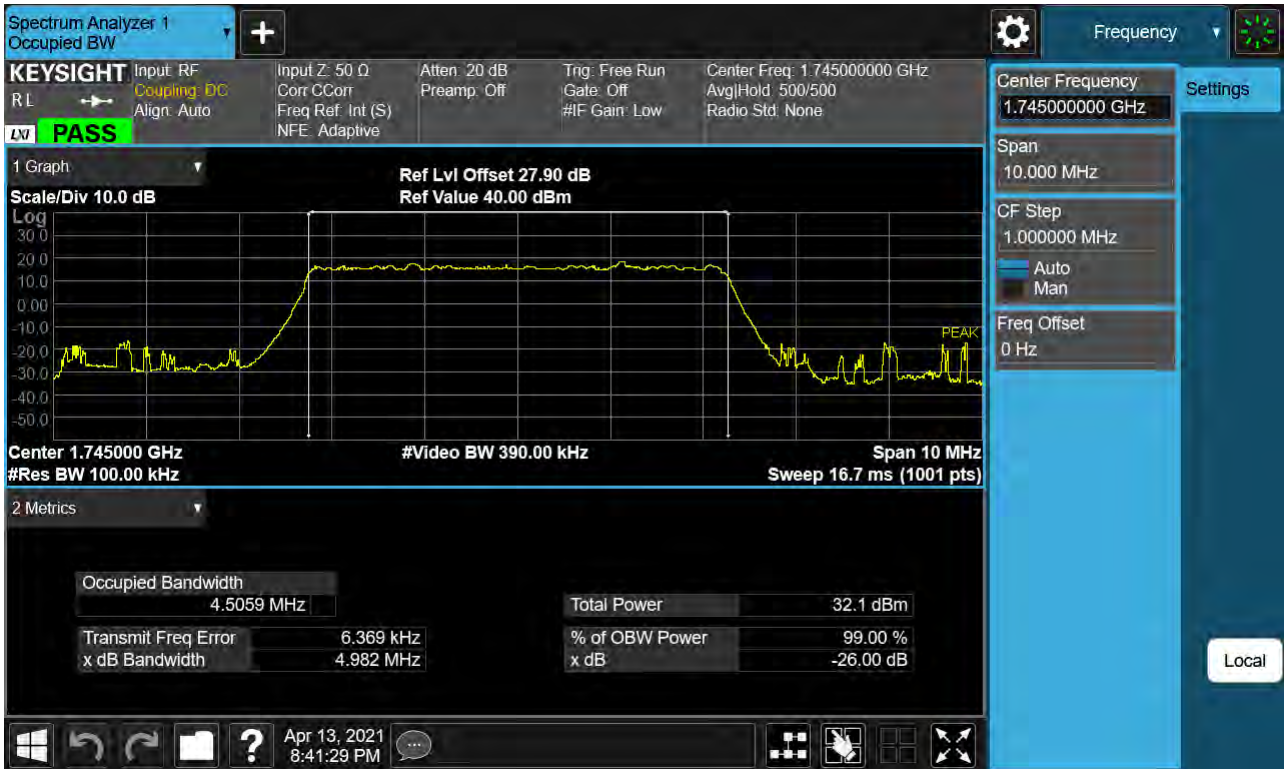 Spectrum Analyzer 1
Occupied BW
Frequency
KEYSIGHT
R L
LXI
PASS
Input: RF
Coupling: DC
Align: Auto
Input Z: 50 Ω
Corr CCorr
Freq Ref: Int (S)
NFE: Adaptive
Atten: 20 dB
Preamp: Off
Trig: Free Run
Gate: Off
#IF Gain: Low
Center Freq: 1.745000000 GHz
Avg|Hold: 500/500
Radio Std: None
Center Frequency
1.745000000 GHz
Settings
Span
10.000 MHz
CF Step
1.000000 MHz
Auto
Man
Freq Offset
0 Hz
Local
1 Graph
Scale/Div 10.0 dB
Ref Lvl Offset 27.90 dB
Ref Value 40.00 dBm
Log
30.0
20.0
10.0
0.00
-10.0
-20.0
-30.0
-40.0
-50.0
PEAK
Center 1.745000 GHz
#Video BW 390.00 kHz
Span 10 MHz
#Res BW 100.00 kHz
Sweep 16.7 ms (1001 pts)
2 Metrics
Occupied Bandwidth
4.5059 MHz
Total Power 32.1 dBm
Transmit Freq Error 6.369 kHz
% of OBW Power 99.00 %
x dB Bandwidth 4.982 MHz
x dB -26.00 dB
?
Apr 13, 2021
8:41:29 PM